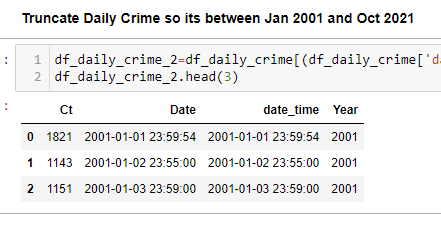 Truncate Daily Crime so its between Jan 2001 and Oct 2021
: 1 df_daily_crime_2=df_daily_crime[(df_daily_crime['d
2 df_daily_crime_2.head(3)
: Ct Date date_time Year
0 1821 2001-01-01 23:59:54 2001-01-01 23:59:54 2001
1 1143 2001-01-02 23:55:00 2001-01-02 23:55:00 2001
2 1151 2001-01-03 23:59:00 2001-01-03 23:59:00 2001